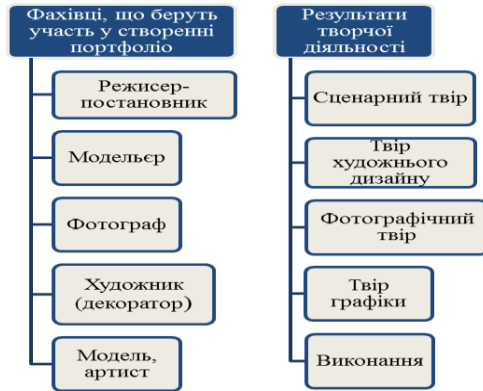 Фахівці, що беруть
участь у створенні
портфоліо
Режисер-
постановник
Модельєр
Фотограф
Художник
(декоратор)
Модель,
артист
Результати
творчої
діяльності
Сценарний твір
Твір
художнього
дизайну
Фотографічний
твір
Твір
графіки
Виконання